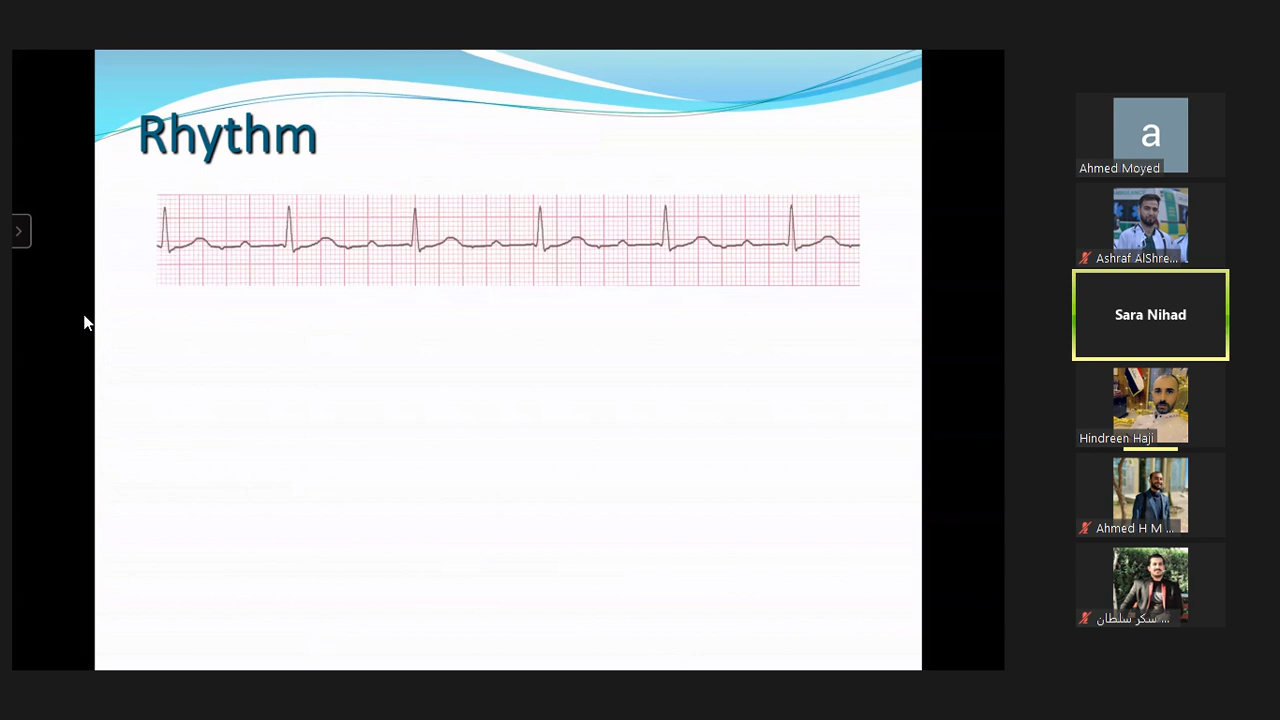 Rhythm
a
Ahmed Moyed
Ashraf AlShre...
Sara Nihad
Hindreen Haji
Ahmed H M ...
سكر سلطان ...